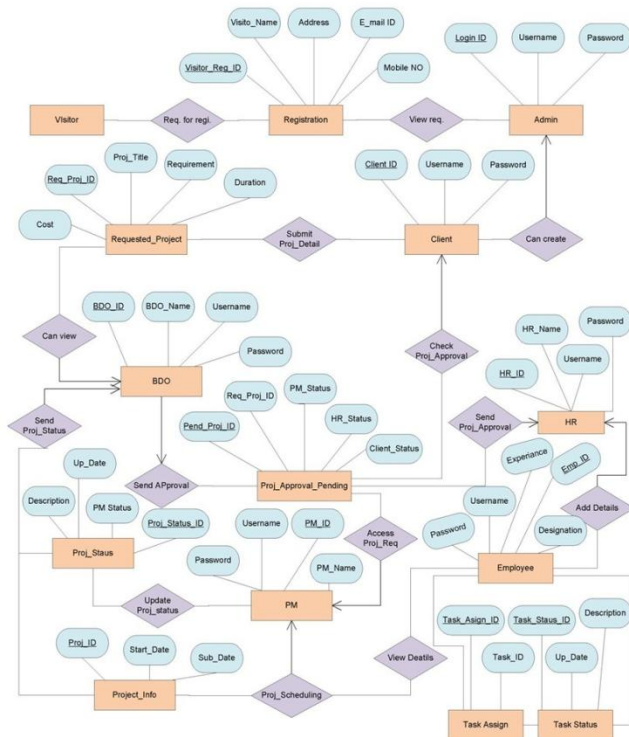 Visito_Name
Address
E_mail ID
Login ID
Username
Password
Visitor_Reg_ID
Mobile NO
VIsitor
Req. for regi.
Registration
View req.
Admin
Proj_Title
Req_Proj_ID
Requirement
Duration
Client ID
Username
Password
Cost
Requested_Project
Submit
Proj_Detail
Client
Can create
BDO_ID
BDO_Name
Username
Can view
Password
BDO
Check
Proj_Approval
HR_Name
Password
Username
HR_ID
HR
Send
Proj_Status
Req_Proj_ID
PM_Status
HR_Status
Pend_Proj_ID
Client_Status
Send
Proj_Approval
Up_Date
Description
PM Status
Proj_Status_ID
Send APproval
Proj_Approval_Pending
Experiance
Emp_ID
Username
Add Details
Password
Designation
Proj_Staus
Username
PM_ID
Access
Proj_Req
Employee
Password
PM_Name
Update
Proj_status
PM
Proj_ID
Start_Date
Sub_Date
View Deatils
Task_Asign_ID
Task_Staus_ID
Description
Task_ID
Up_Date
Project_Info
Proj_Scheduling
Task Assign
Task Status